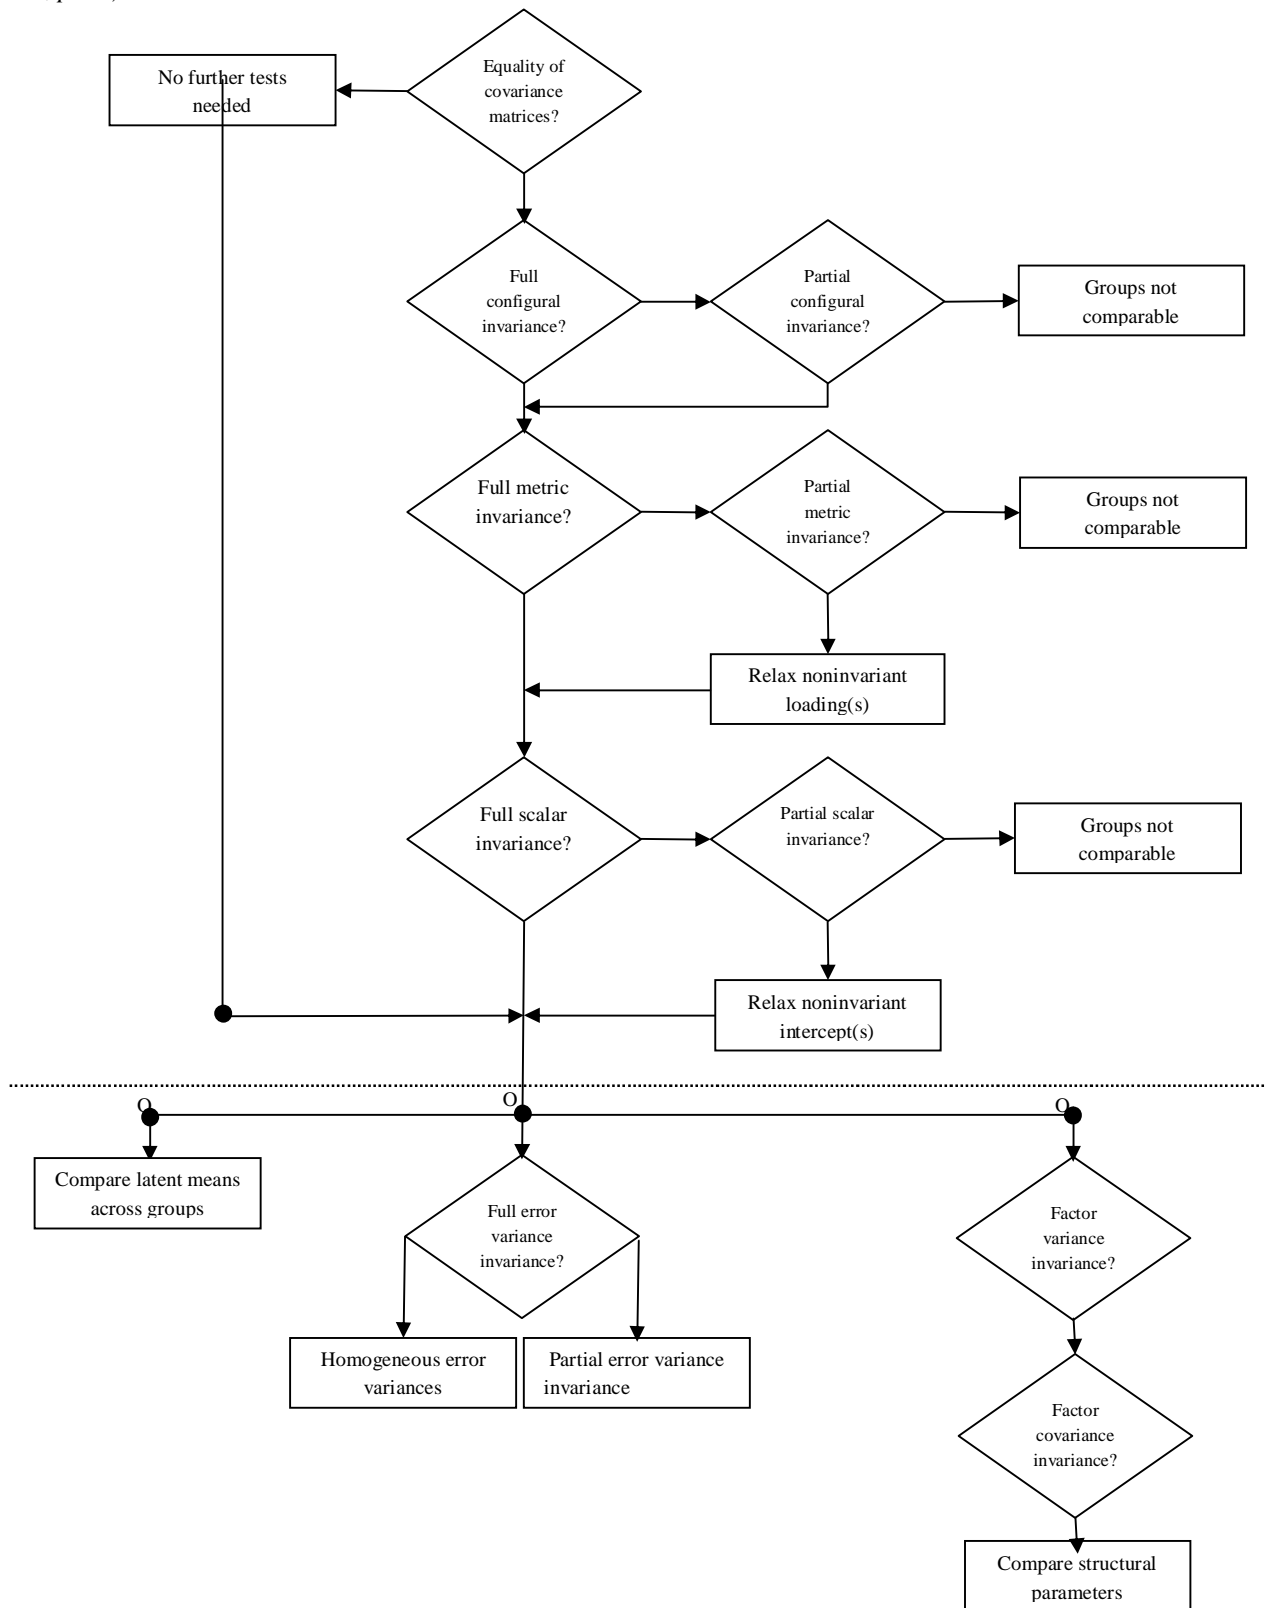 No further tests
needed
Equality of
covariance
matrices?
Full
configural
invariance?
Partial
configural
invariance?
Groups not
comparable
Full metric
invariance?
Partial
metric
invariance?
Groups not
comparable
Relax noninvariant
loading(s)
Full scalar
invariance?
Partial scalar
invariance?
Groups not
comparable
Relax noninvariant
intercept(s)
O
O
O
Compare latent means
across groups
Full error
variance
invariance?
Factor
variance
invariance?
Homogeneous error
variances
Partial error variance
invariance
Factor
covariance
invariance?
Compare structural
parameters